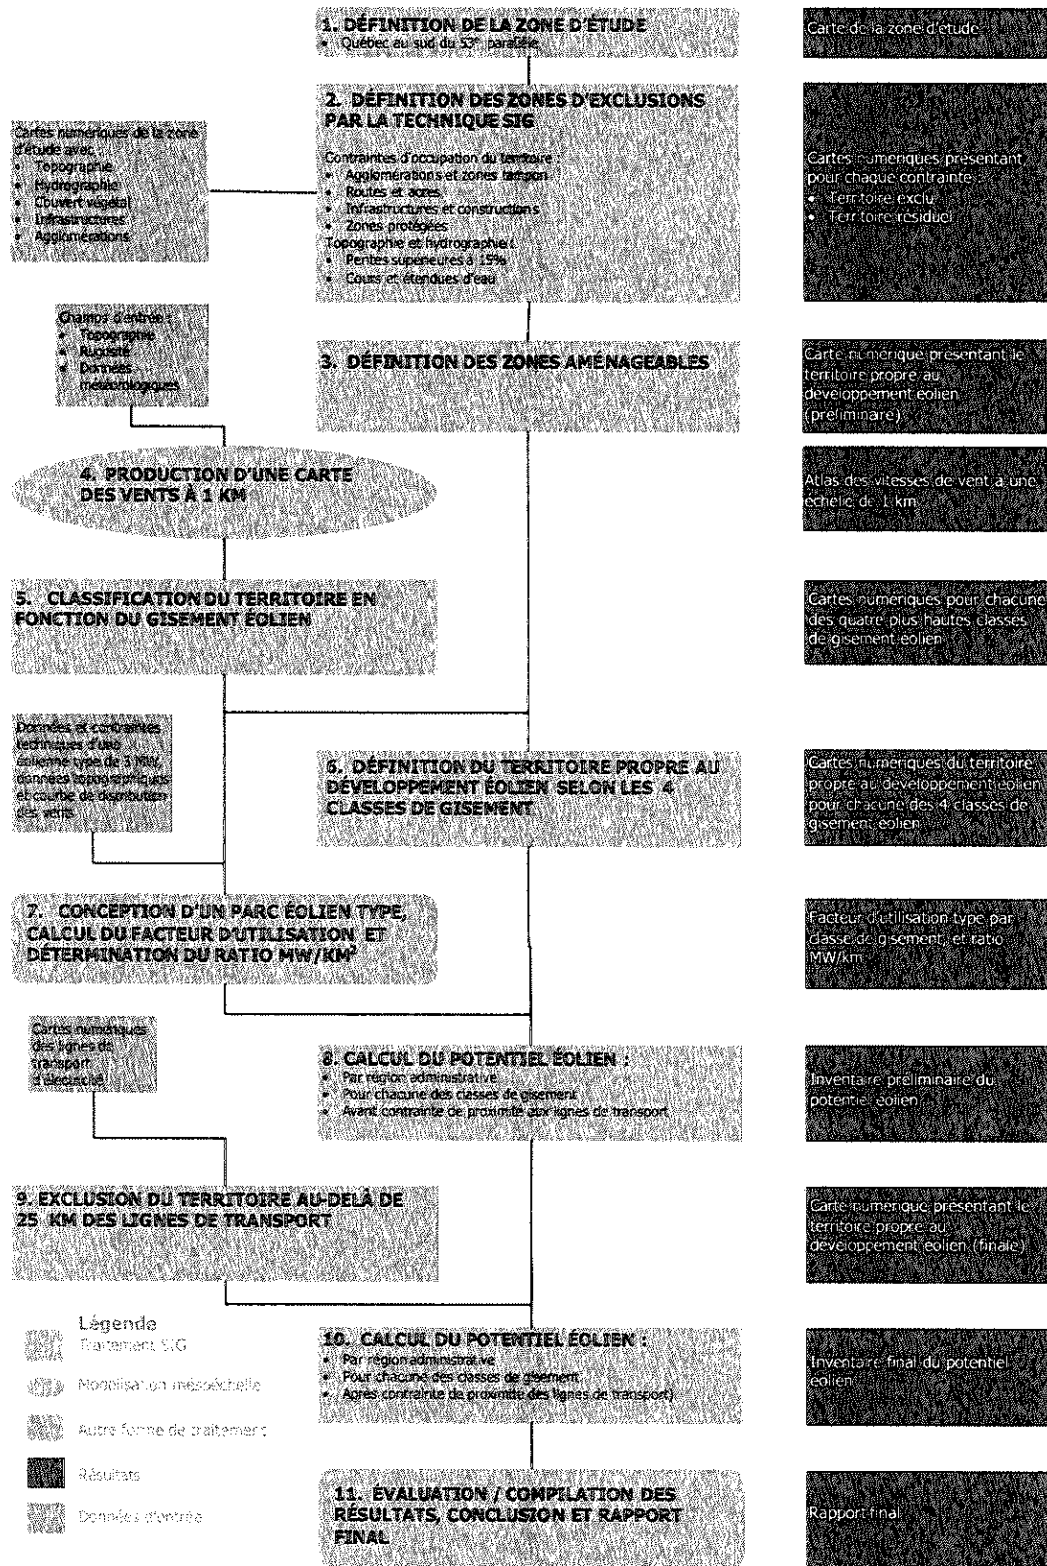 1. DÉFINITION DE LA ZONE D'ÉTUDE
• Québec au sud du 53e parallèle
Carte de la zone d'étude
2. DÉFINITION DES ZONES D'EXCLUSIONS
PAR LA TECHNIQUE SIG
Contraintes d'occupation du territoire :
• Agglomérations et zones tampon
• Routes et
• Infrastructures et constructions
• Zones protégées
Topographie et hydrographie :
• Pentes supérieures à 15%
• Cours et étendues d'eau
Cartes numériques de la zone
d'étude avec :
• Topographie
• Hydrographie
• Couvert végétal
• Infrastructures
• Agglomérations
Cartes numériques présentant,
pour chaque contrainte :
• Territoire exclu
• Territoire résiduel
Champs d'entrée :
• Topographie
• Rugosité
• Données
météorologiques
3. DÉFINITION DES ZONES AMÉNAGEABLES
Carte numérique présentant le
territoire propre au
développement éolien
(préliminaire)
4. PRODUCTION D'UNE CARTE
DES VENTS À 1 KM
Atlas des vitesses de vent à une
échelle de 1 km
5. CLASSIFICATION DU TERRITOIRE EN
FONCTION DU GISEMENT ÉOLIEN
Cartes numériques pour chacune
des quatre plus hautes classes
de gisement éolien
Données et contraintes
techniques d'une
éolienne type de 3 MW,
données topographiques
et courbe de distribution
des vents
6. DÉFINITION DU TERRITOIRE PROPRE AU
DÉVELOPPEMENT ÉOLIEN SELON LES 4
CLASSES DE GISEMENT
Cartes numériques du territoire
propre au développement éolien
pour chacune des 4 classes de
gisement éolien
7. CONCEPTION D'UN PARC ÉOLIEN TYPE,
CALCUL DU FACTEUR D'UTILISATION ET
DÉTERMINATION DU RATIO MW/KM²
Facteur d'utilisation type par
classe de gisement, et ratio
MW/km
Cartes numériques
des lignes de
transport
d'électricité
8. CALCUL DU POTENTIEL ÉOLIEN :
• Par région administrative
• Pour chacune des classes de gisement
• Avant contrainte de proximité aux lignes de transport
Inventaire préliminaire du
potentiel éolien
9. EXCLUSION DU TERRITOIRE AU-DELÀ DE
25 KM DES LIGNES DE TRANSPORT
Carte numérique présentant le
territoire propre au
développement éolien (finale)
Légende
Traitement SIG
Modélisation mésoéchelle
Autre forme de traitement
Résultats
Données d'entrée
10. CALCUL DU POTENTIEL ÉOLIEN :
• Par région administrative
• Pour chacune des classes de gisement
• Après contrainte de proximité des lignes de transport)
Inventaire final du potentiel
éolien
11. ÉVALUATION / COMPILATION DES
RÉSULTATS, CONCLUSION ET RAPPORT
FINAL
Rapport final